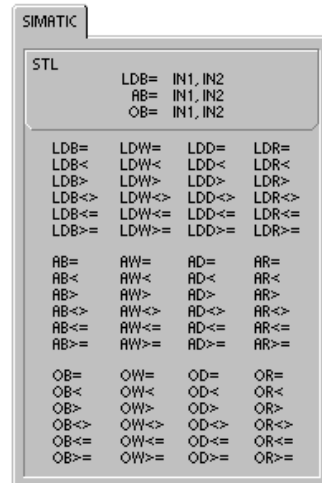 SIMATIC
STL
LDB= IN1, IN2
AB= IN1, IN2
OB= IN1, IN2
LDB= LDW= LDD= LDR=
LDB< LDW< LDD< LDR<
LDB> LDW> LDD> LDR>
LDB<> LDW<> LDD<> LDR<>
LDB<= LDW<= LDD<= LDR<=
LDB>= LDW>= LDD>= LDR>=
AB= AW= AD= AR=
AB< AW< AD< AR<
AB> AW> AD> AR>
AB<> AW<> AD<> AR<>
AB<= AW<= AD<= AR<=
AB>= AW>= AD>= AR>=
OB= OW= OD= OR=
OB< OW< OD< OR<
OB> OW> OD> OR>
OB<> OW<> OD<> OR<>
OB<= OW<= OD<= OR<=
OB>= OW>= OD>= OR>=